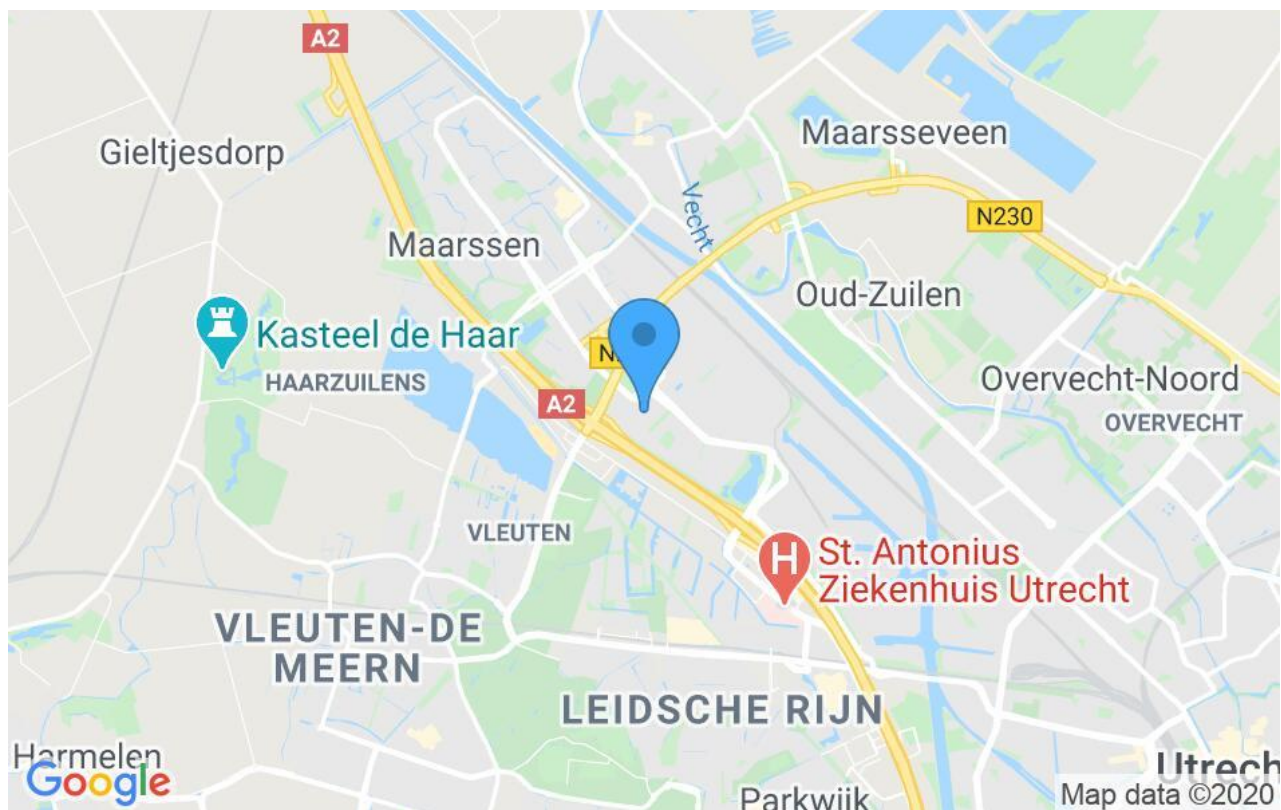 A2
Gieltjesdorp
Maarsseveen
Vecht
N230
Maarssen
Oud-Zuilen
Kasteel de Haar
HAARZUILENS
Overvecht-Noord
A2
OVERVECHT
VLEUTEN
St. Antonius
Ziekenhuis Utrecht
H
VLEUTEN-DE
MEERN
LEIDSCHE RIJN
Harmelen
Google
Utrech
Parkwijk
Map data ©2020